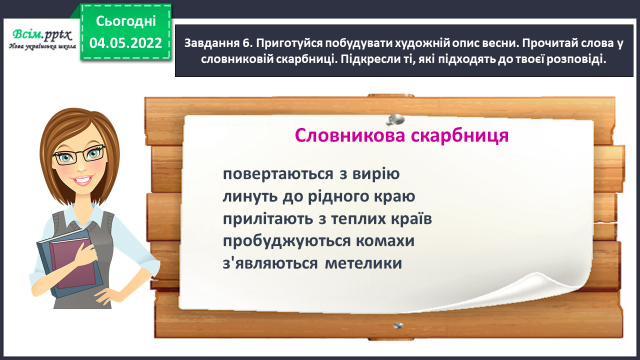 Всім.pptx
Нова українська школа
Сьогодні
04.05.2022
Завдання 6. Приготуйся побудувати художній опис весни. Прочитай слова у
словниковій скарбниці. Підкресли ті, які підходять до твоєї розповіді.
Словникова скарбниця
повертаються з вирію
линуть до рідного краю
прилітають з теплих країв
пробуджуються комахи
з'являються метелики